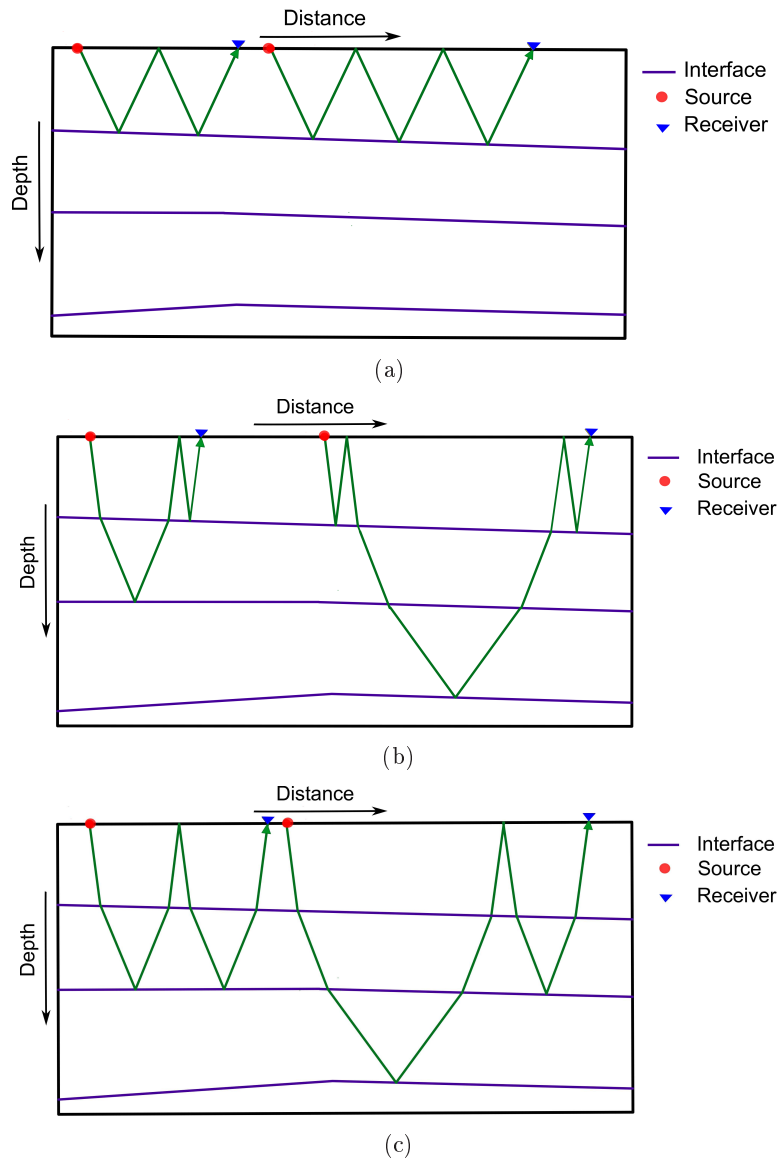 Distance
Interface
Source
Receiver
Depth
(a)
Distance
Interface
Source
Receiver
Depth
(b)
Distance
Interface
Source
Receiver
Depth
(c)